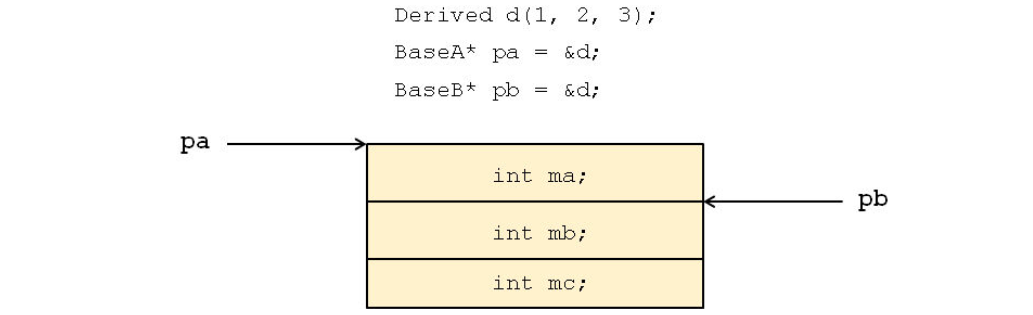 Derived d(1, 2, 3);
BaseA* pa = &d;
BaseB* pb = &d;
pa
int ma;
pb
int mb;
int mc;